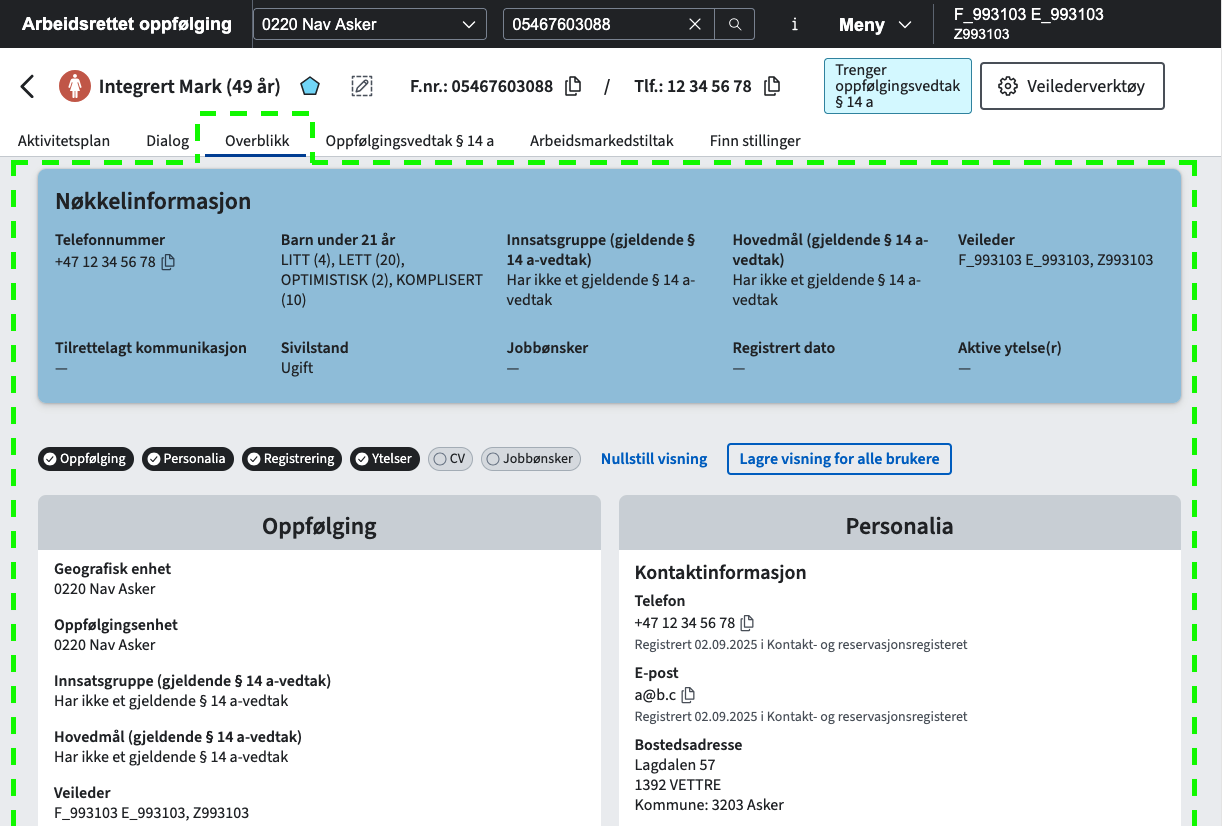 Arbeidsrettet oppfølging
0220 Nav Asker
05467603088
i
Meny
F_993103 E_993103
Z993103
Integrert Mark (49 år)
F.nr.: 05467603088
/
Tlf.: 12 34 56 78
Trenger
oppfølgingsvedtak
§ 14 a
Veilederverktøy
Aktivitetsplan
Dialog
Overblikk
Oppfølgingsvedtak § 14 a
Arbeidsmarkedstiltak
Finn stillinger
Nøkkelinformasjon
Telefonnummer
+47 12 34 56 78
Barn under 21 år
LITT (4), LETT (20),
OPTIMISTISK (2), KOMPLISERT
(10)
Innsatsgruppe (gjeldende §
14 a-vedtak)
Har ikke et gjeldende § 14 a-
vedtak
Hovedmål (gjeldende § 14 a-
vedtak)
Har ikke et gjeldende § 14 a-
vedtak
Veileder
F_993103 E_993103, Z993103
Tilrettelagt kommunikasjon
—
Sivilstand
Ugift
Jobbønsker
—
Registrert dato
—
Aktive ytelse(r)
—
Oppfølging
Personalia
Registrering
Ytelser
CV
Jobbønsker
Nullstill visning
Lagre visning for alle brukere
Oppfølging
Geografisk enhet
0220 Nav Asker
Oppfølgingsenhet
0220 Nav Asker
Innsatsgruppe (gjeldende § 14 a-vedtak)
Har ikke et gjeldende § 14 a-vedtak
Hovedmål (gjeldende § 14 a-vedtak)
Har ikke et gjeldende § 14 a-vedtak
Veileder
F_993103 E_993103, Z993103
Personalia
Kontaktinformasjon
Telefon
+47 12 34 56 78
Registrert 02.09.2025 i Kontakt- og reservasjonsregisteret
E-post
a@b.c
Registrert 02.09.2025 i Kontakt- og reservasjonsregisteret
Bostedsadresse
Lagdalen 57
1392 VETTRE
Kommune: 3203 Asker